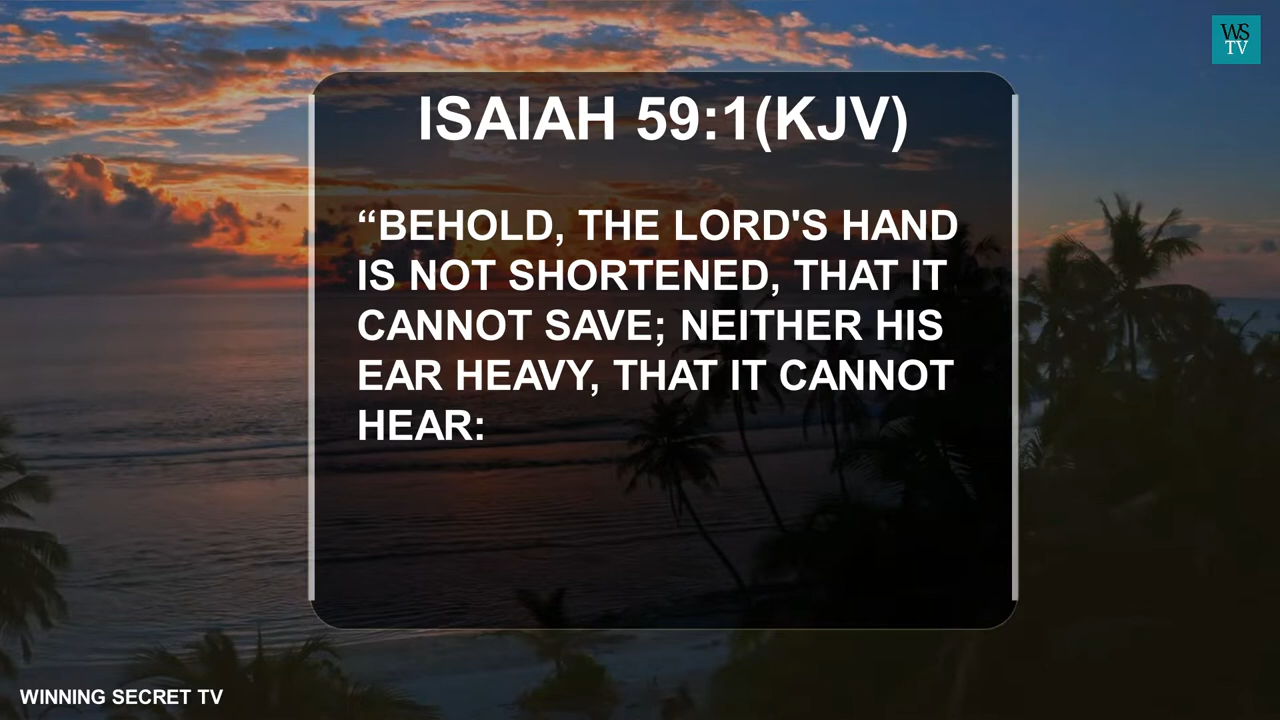 WS
TV
ISAIAH 59:1(KJV)
“BEHOLD, THE LORD'S HAND
IS NOT SHORTENED, THAT IT
CANNOT SAVE; NEITHER HIS
EAR HEAVY, THAT IT CANNOT
HEAR:
WINNING SECRET TV